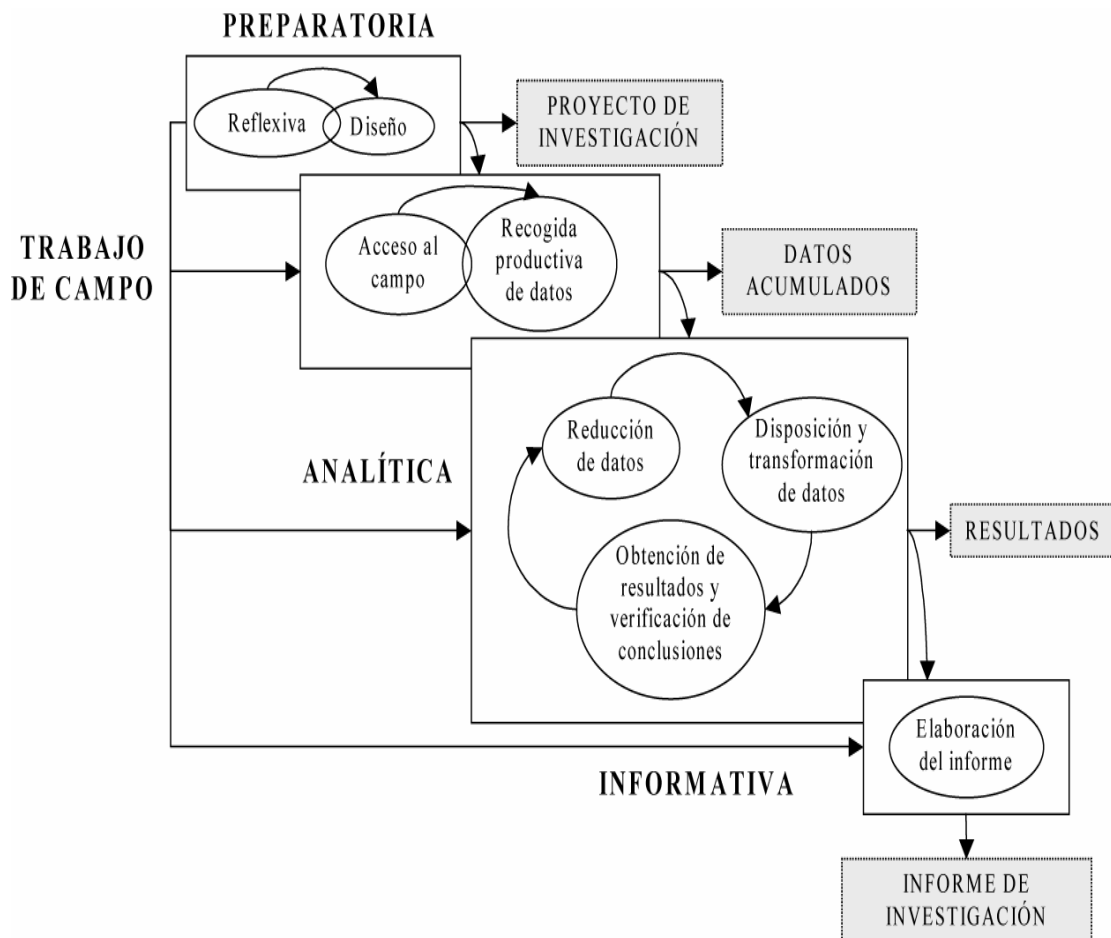 PREPARATORIA
Reflexiva
Diseño
PROYECTO DE
INVESTIGACIÓN
TRABAJO
DE CAMPO
Acceso al
campo
Recogida
productiva
de datos
DATOS
ACUMULADOS
ANALÍTICA
Reducción
de datos
Disposición y
transformación
de datos
Obtención de
resultados y
verificación de
conclusiones
RESULTADOS
INFORMATIVA
Elaboración
del informe
INFORME DE
INVESTIGACIÓN